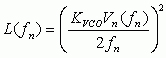 L(f_n) = \left( \frac{K_{VCO} V_n(f_n)}{2 f_n} \right)^2